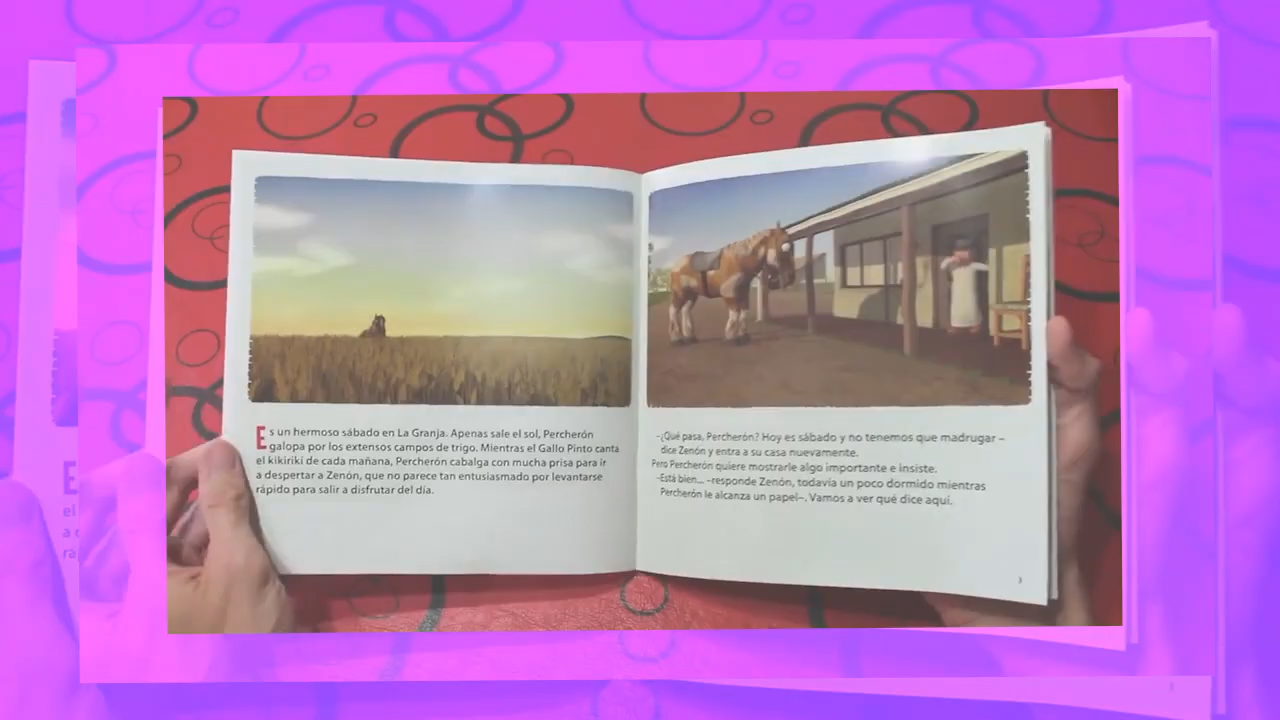 Es un hermoso sábado en La Granja. Apenas sale el sol, Percherón
galopa por los extensos campos de trigo. Mientras el Gallo Pinto canta
el kikirikí de cada mañana, Percherón cabalga con mucha prisa para ir
a despertar a Zenón, que no parece tan entusiasmado por levantarse
rápido para salir a disfrutar del día.
-¿Qué pasa, Percherón? Hoy es sábado y no tenemos que madrugar –
dice Zenón y entra a su casa nuevamente.
Pero Percherón quiere mostrarle algo importante e insiste.
-Está bien... –responde Zenón, todavía un poco dormido mientras
Percherón le alcanza un papel–. Vamos a ver qué dice aquí.
3